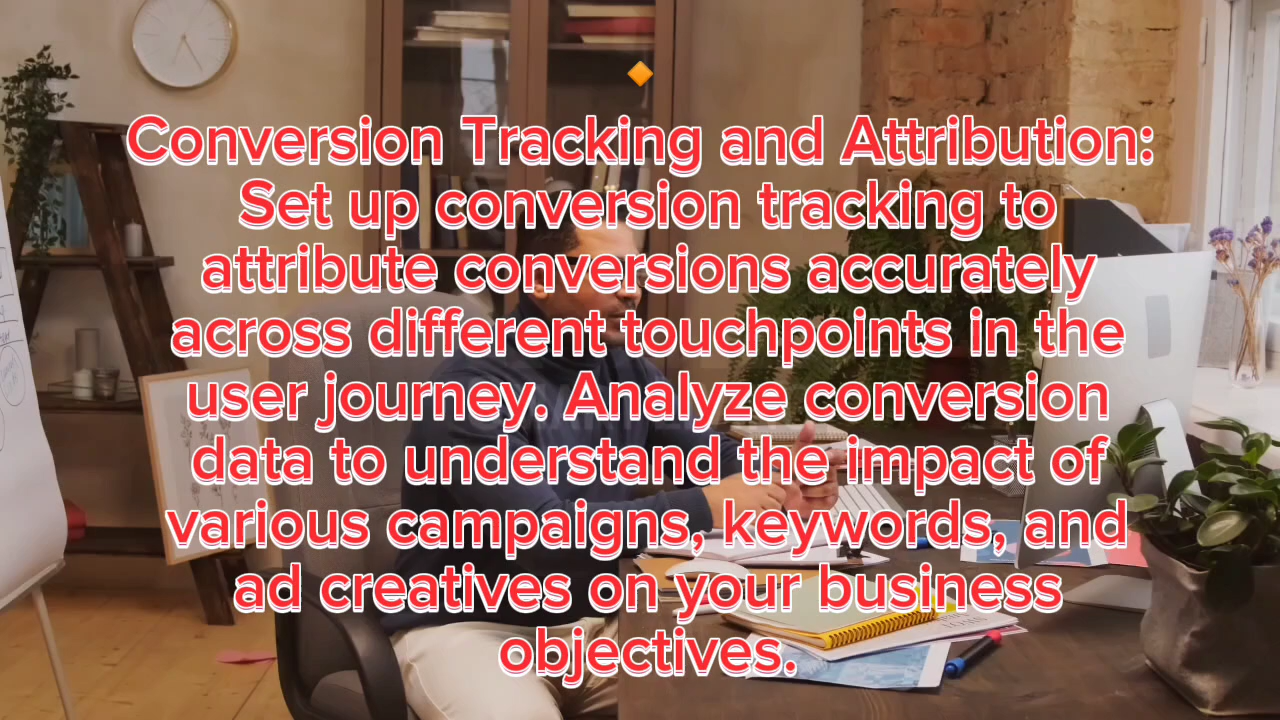 🔶
Conversion Tracking and Attribution:
Set up conversion tracking to
attribute conversions accurately
across different touchpoints in the
user journey. Analyze conversion
data to understand the impact of
various campaigns, keywords, and
ad creatives on your business
objectives.